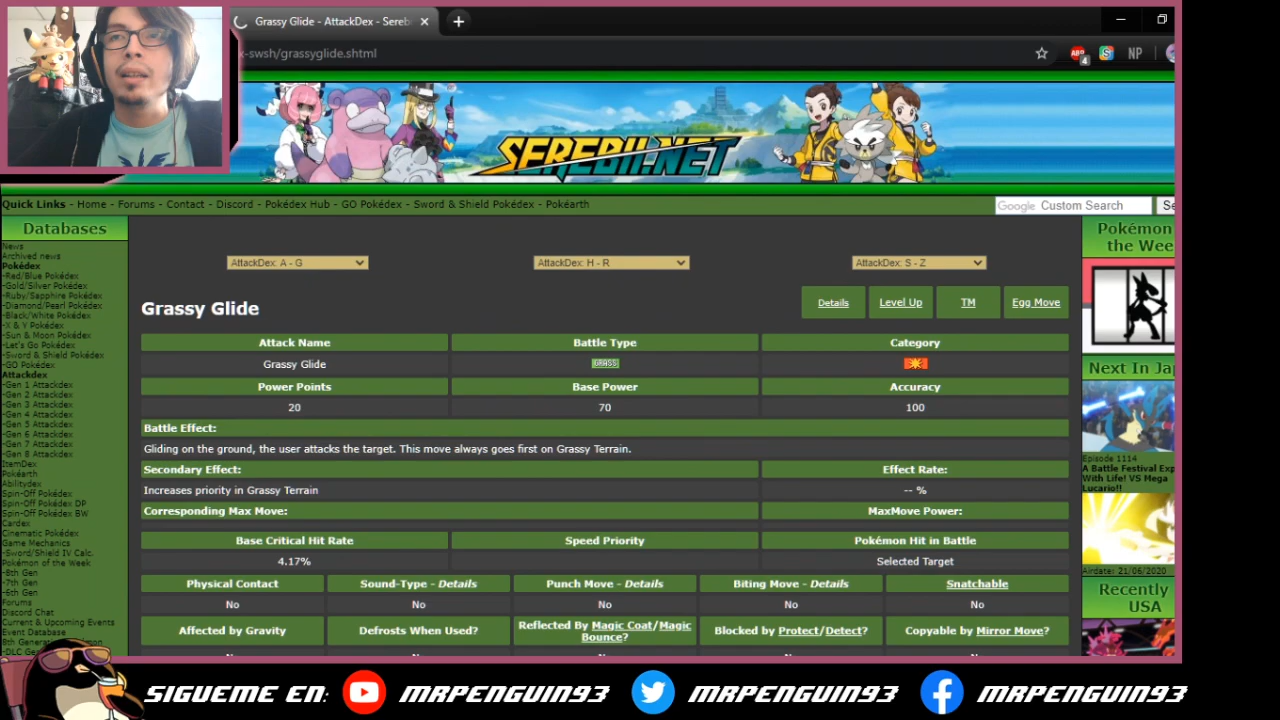 Grassy Glide - AttackDex - Sereb
x-swsh/grassyglide.shtml
ABP
4
NP
SEREBII.NET
Quick Links - Home - Forums - Contact - Discord - Pokédex Hub - GO Pokédex - Sword & Shield Pokédex - Pokéarth
Google Custom Search
Se
Databases
News
Archived news
Pokédex
-Red/Blue Pokédex
-Gold/Silver Pokédex
-Ruby/Sapphire Pokédex
-Diamond/Pearl Pokédex
-Black/White Pokédex
-X & Y Pokédex
-Sun & Moon Pokédex
-Let's Go Pokédex
-Sword & Shield Pokédex
-GO Pokédex
Attackdex
-Gen 1 Attackdex
-Gen 2 Attackdex
-Gen 3 Attackdex
-Gen 4 Attackdex
-Gen 5 Attackdex
-Gen 6 Attackdex
-Gen 7 Attackdex
-Gen 8 Attackdex
ItemDex
Pokéarth
Abilitydex
Spin-Off Pokédex
Spin-Off Pokédex DP
Spin-Off Pokédex BW
Cardex
Cinematic Pokédex
Game Mechanics
-Sword/Shield IV Calc.
Pokémon of the Week
-8th Gen
-7th Gen
-6th Gen
Forums
Discord Chat
Current & Upcoming Events
Event Database
8th Generation
-DLC
AttackDex: A - G
AttackDex: H - R
AttackDex: S - Z
Grassy Glide
Details
Level Up
TM
Egg Move
Attack Name
Battle Type
Category
Grassy Glide
GRASS
Power Points
Base Power
Accuracy
20
70
100
Battle Effect:
Gliding on the ground, the user attacks the target. This move always goes first on Grassy Terrain.
Secondary Effect:
Effect Rate:
Increases priority in Grassy Terrain
-- %
Corresponding Max Move:
MaxMove Power:
Base Critical Hit Rate
Speed Priority
Pokémon Hit in Battle
4.17%
Selected Target
Physical Contact
Sound-Type - Details
Punch Move - Details
Biting Move - Details
Snatchable
No
No
No
No
No
Affected by Gravity
Defrosts When Used?
Reflected By Magic Coat/Magic
Bounce?
Blocked by Protect/Detect?
Copyable by Mirror Move?
Pokémon
the Wee
Next In Jap
Episode 1114
A Battle Festival Exp
With Life! VS Mega
Lucario!!
Airdate: 21/06/2020
Recently
USA
SIGUEME EN:
MRPENGUIN93
MRPENGUIN93
MRPENGUIN93